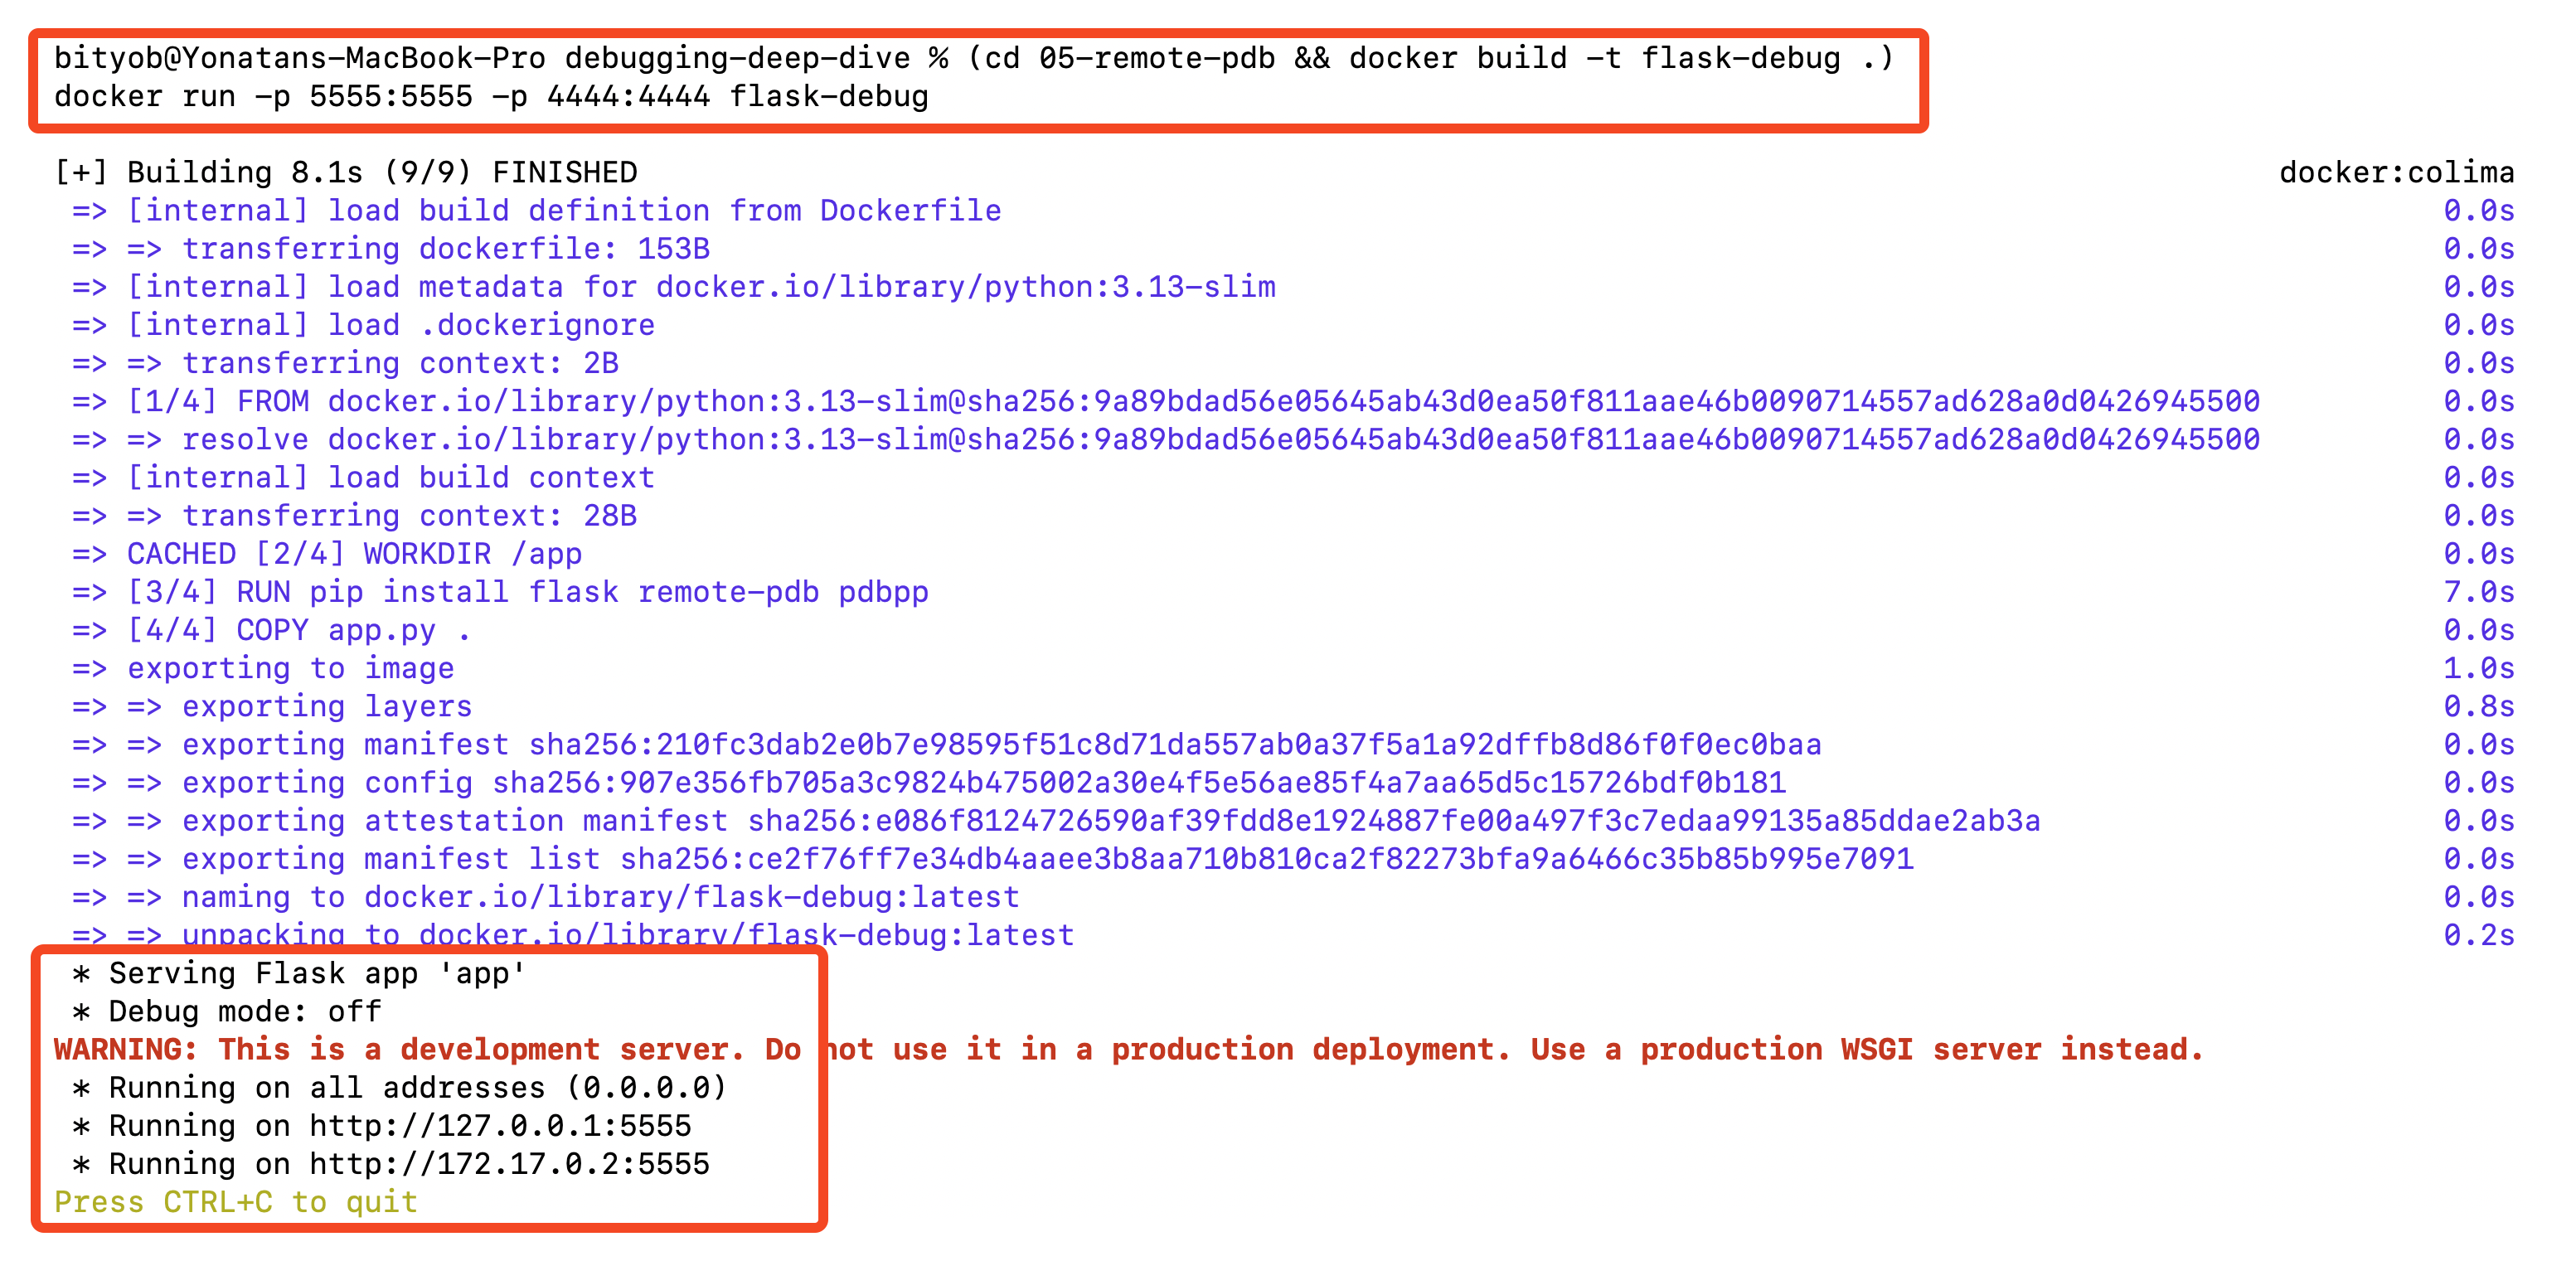 bityob@Yonatans-MacBook-Pro debugging-deep-dive % (cd 05-remote-pdb && docker build -t flask-debug .)
docker run -p 5555:5555 -p 4444:4444 flask-debug
[+] Building 8.1s (9/9) FINISHED docker:colima
=> [internal] load build definition from Dockerfile 0.0s
=> => transferring dockerfile: 153B 0.0s
=> [internal] load metadata for docker.io/library/python:3.13-slim 0.0s
=> [internal] load .dockerignore 0.0s
=> => transferring context: 2B 0.0s
=> [1/4] FROM docker.io/library/python:3.13-slim@sha256:9a89bdad56e05645ab43d0ea50f811aae46b0090714557ad628a0d0426945500 0.0s
=> => resolve docker.io/library/python:3.13-slim@sha256:9a89bdad56e05645ab43d0ea50f811aae46b0090714557ad628a0d0426945500 0.0s
=> [internal] load build context 0.0s
=> => transferring context: 28B 0.0s
=> CACHED [2/4] WORKDIR /app 0.0s
=> [3/4] RUN pip install flask remote-pdb pdbpp 7.0s
=> [4/4] COPY app.py . 0.0s
=> exporting to image 1.0s
=> => exporting layers 0.8s
=> => exporting manifest sha256:210fc3dab2e0b7e98595f51c8d71da557ab0a37f5a1a92dffb8d86f0f0ec0baa 0.0s
=> => exporting config sha256:907e356fb705a3c9824b475002a30e4f5e56ae85f4a7aa65d5c15726bdf0b181 0.0s
=> => exporting attestation manifest sha256:e086f8124726590af39fdd8e1924887fe00a497f3c7edaa99135a85ddae2ab3a 0.0s
=> => exporting manifest list sha256:ce2f76ff7e34db4aaee3b8aa710b810ca2f82273bfa9a6466c35b85b995e7091 0.0s
=> => naming to docker.io/library/flask-debug:latest 0.0s
=> => unpacking to docker.io/library/flask-debug:latest 0.2s
* Serving Flask app 'app'
* Debug mode: off
WARNING: This is a development server. Do not use it in a production deployment. Use a production WSGI server instead.
* Running on all addresses (0.0.0.0)
* Running on http://127.0.0.1:5555
* Running on http://172.17.0.2:5555
Press CTRL+C to quit